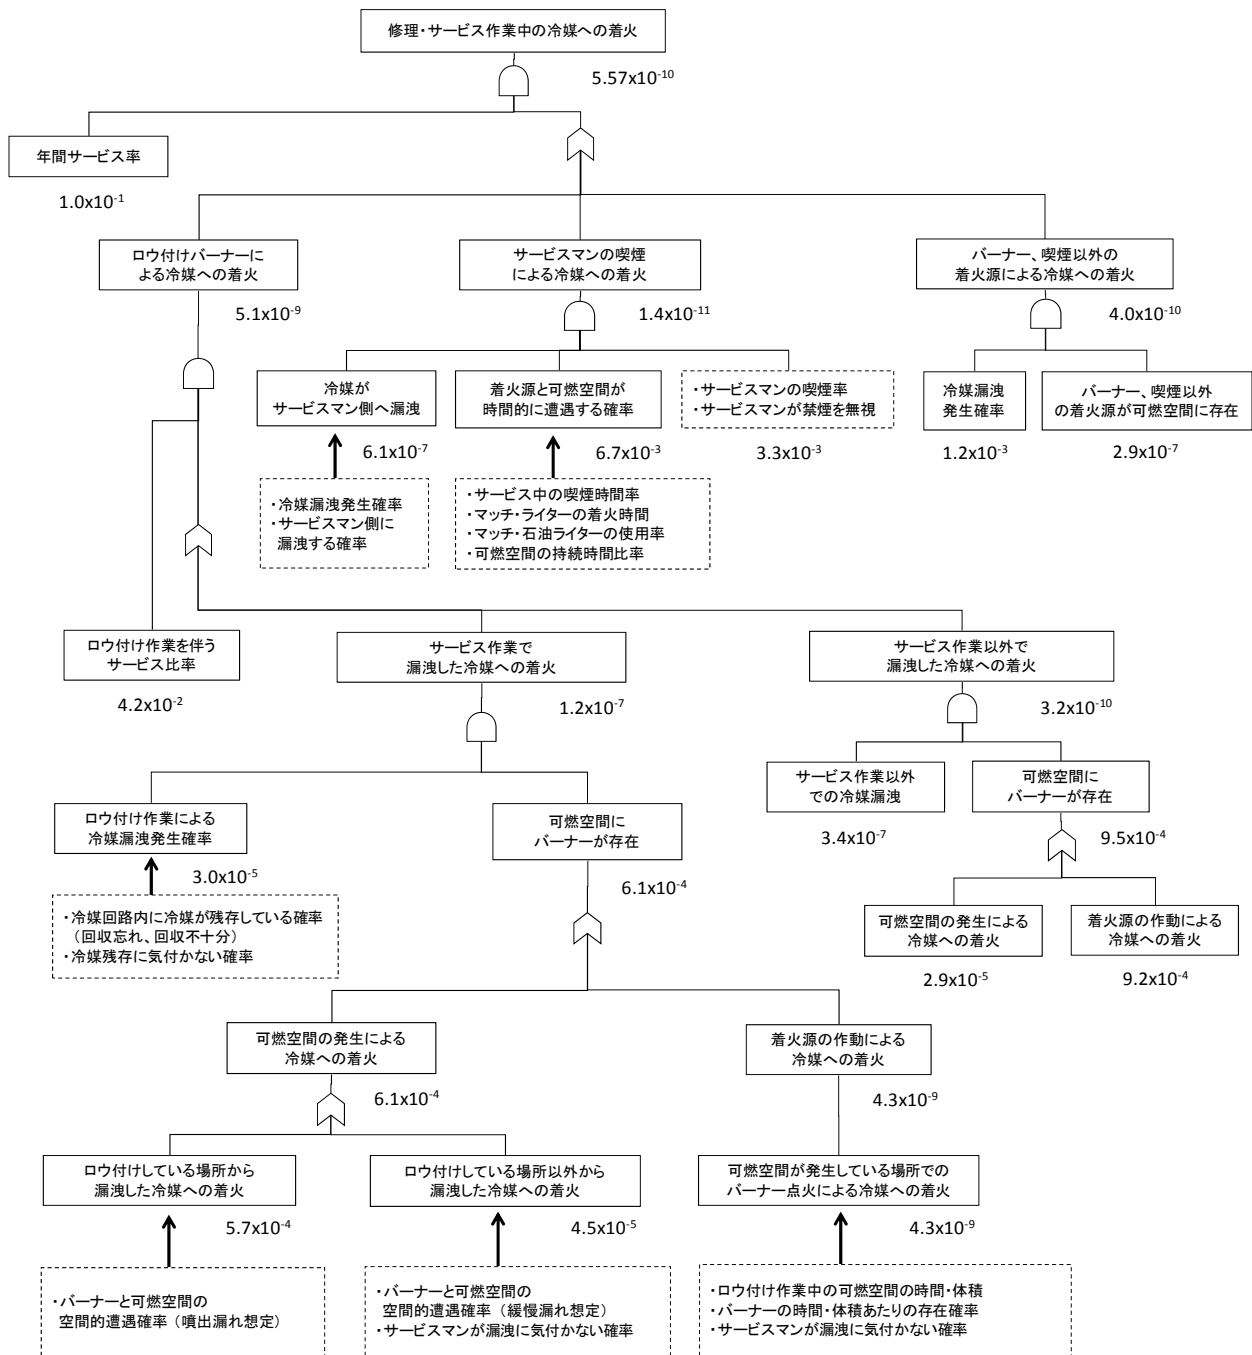 修理・サービス作業中の冷媒への着火
5.57x10⁻¹⁰
年間サービス率
1.0x10⁻¹
ロウ付けバーナーに
よる冷媒への着火
5.1x10⁻⁹
サービスマンの喫煙
による冷媒への着火
1.4x10⁻¹¹
バーナー、喫煙以外の
着火源による冷媒への着火
4.0x10⁻¹⁰
冷媒が
サービスマン側へ漏洩
6.1x10⁻⁷
着火源と可燃空間が
時間的に遭遇する確率
6.7x10⁻³
・サービスマンの喫煙率
・サービスマンが禁煙を無視
3.3x10⁻³
冷媒漏洩
発生確率
1.2x10⁻³
バーナー、喫煙以外
の着火源が可燃空間に存在
2.9x10⁻⁷
・冷媒漏洩発生確率
・サービスマン側に
漏洩する確率
・サービス中の喫煙時間率
・マッチ・ライターの着火時間
・マッチ・石油ライターの使用率
・可燃空間の持続時間比率
ロウ付け作業を伴う
サービス比率
4.2x10⁻²
サービス作業で
漏洩した冷媒への着火
1.2x10⁻⁷
サービス作業以外で
漏洩した冷媒への着火
3.2x10⁻¹⁰
ロウ付け作業による
冷媒漏洩発生確率
3.0x10⁻⁵
可燃空間に
バーナーが存在
6.1x10⁻⁴
サービス作業以外
での冷媒漏洩
3.4x10⁻⁷
可燃空間に
バーナーが存在
9.5x10⁻⁴
・冷媒回路内に冷媒が残存している確率
（回収忘れ、回収不十分）
・冷媒残存に気付かない確率
可燃空間の発生による
冷媒への着火
2.9x10⁻⁵
着火源の作動による
冷媒への着火
9.2x10⁻⁴
可燃空間の発生による
冷媒への着火
6.1x10⁻⁴
着火源の作動による
冷媒への着火
4.3x10⁻⁹
ロウ付けしている場所から
漏洩した冷媒への着火
5.7x10⁻⁴
ロウ付けしている場所以外から
漏洩した冷媒への着火
4.5x10⁻⁵
可燃空間が発生している場所での
バーナー点火による冷媒への着火
4.3x10⁻⁹
・バーナーと可燃空間の
空間的遭遇確率（噴出漏れ想定）
・バーナーと可燃空間の
空間的遭遇確率（緩慢漏れ想定）
・サービスマンが漏洩に気付かない確率
・ロウ付け作業中の可燃空間の時間・体積
・バーナーの時間・体積あたりの存在確率
・サービスマンが漏洩に気付かない確率